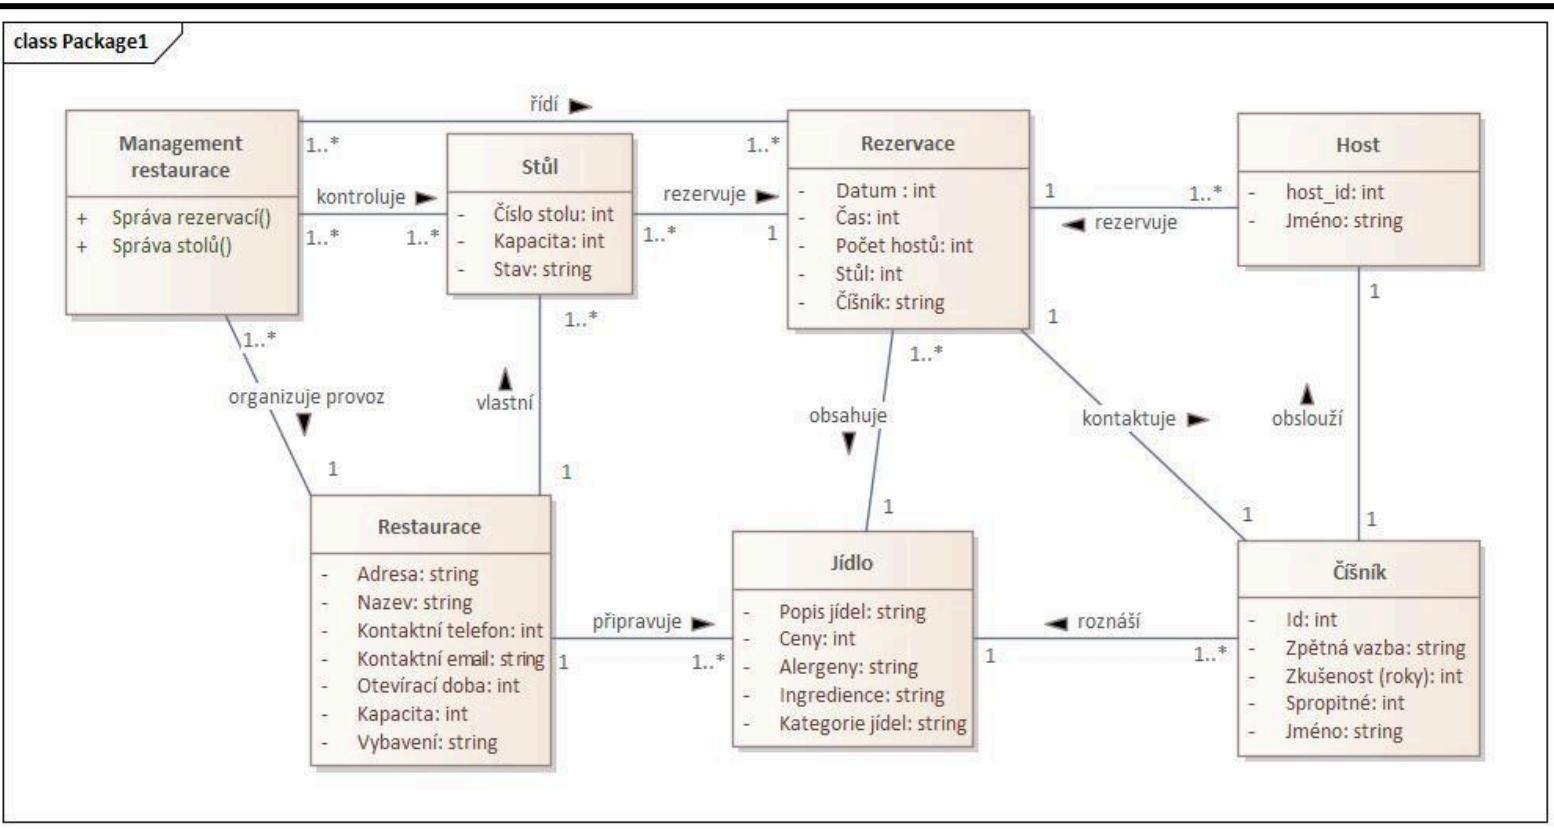 class Package1
řídí
Management
restaurace
+ Správa rezervací()
+ Správa stolů()
1..*
1..*
kontroluje
1..*
1..*
Stůl
- Číslo stolu: int
- Kapacita: int
- Stav: string
rezervuje
1..*
1
Rezervace
- Datum : int
- Čas: int
- Počet hostů: int
- Stůl: int
- Číšník: string
1
1..*
rezervuje
Host
- host_id: int
- Jméno: string
1..*
organizuje provoz
1
1..*
vlastní
1
1..*
obsahuje
1
1
kontaktuje
1
1
obslouží
1
Restaurace
- Adresa: string
- Nazev: string
- Kontaktní telefon: int
- Kontaktní email: string
- Otevírací doba: int
- Kapacita: int
- Vybavení: string
připravuje
1
1..*
Jídlo
- Popis jídel: string
- Ceny: int
- Alergeny: string
- Ingredience: string
- Kategorie jídel: string
roznáší
1
1..*
Číšník
- Id: int
- Zpětná vazba: string
- Zkušenost (roky): int
- Spropitné: int
- Jméno: string